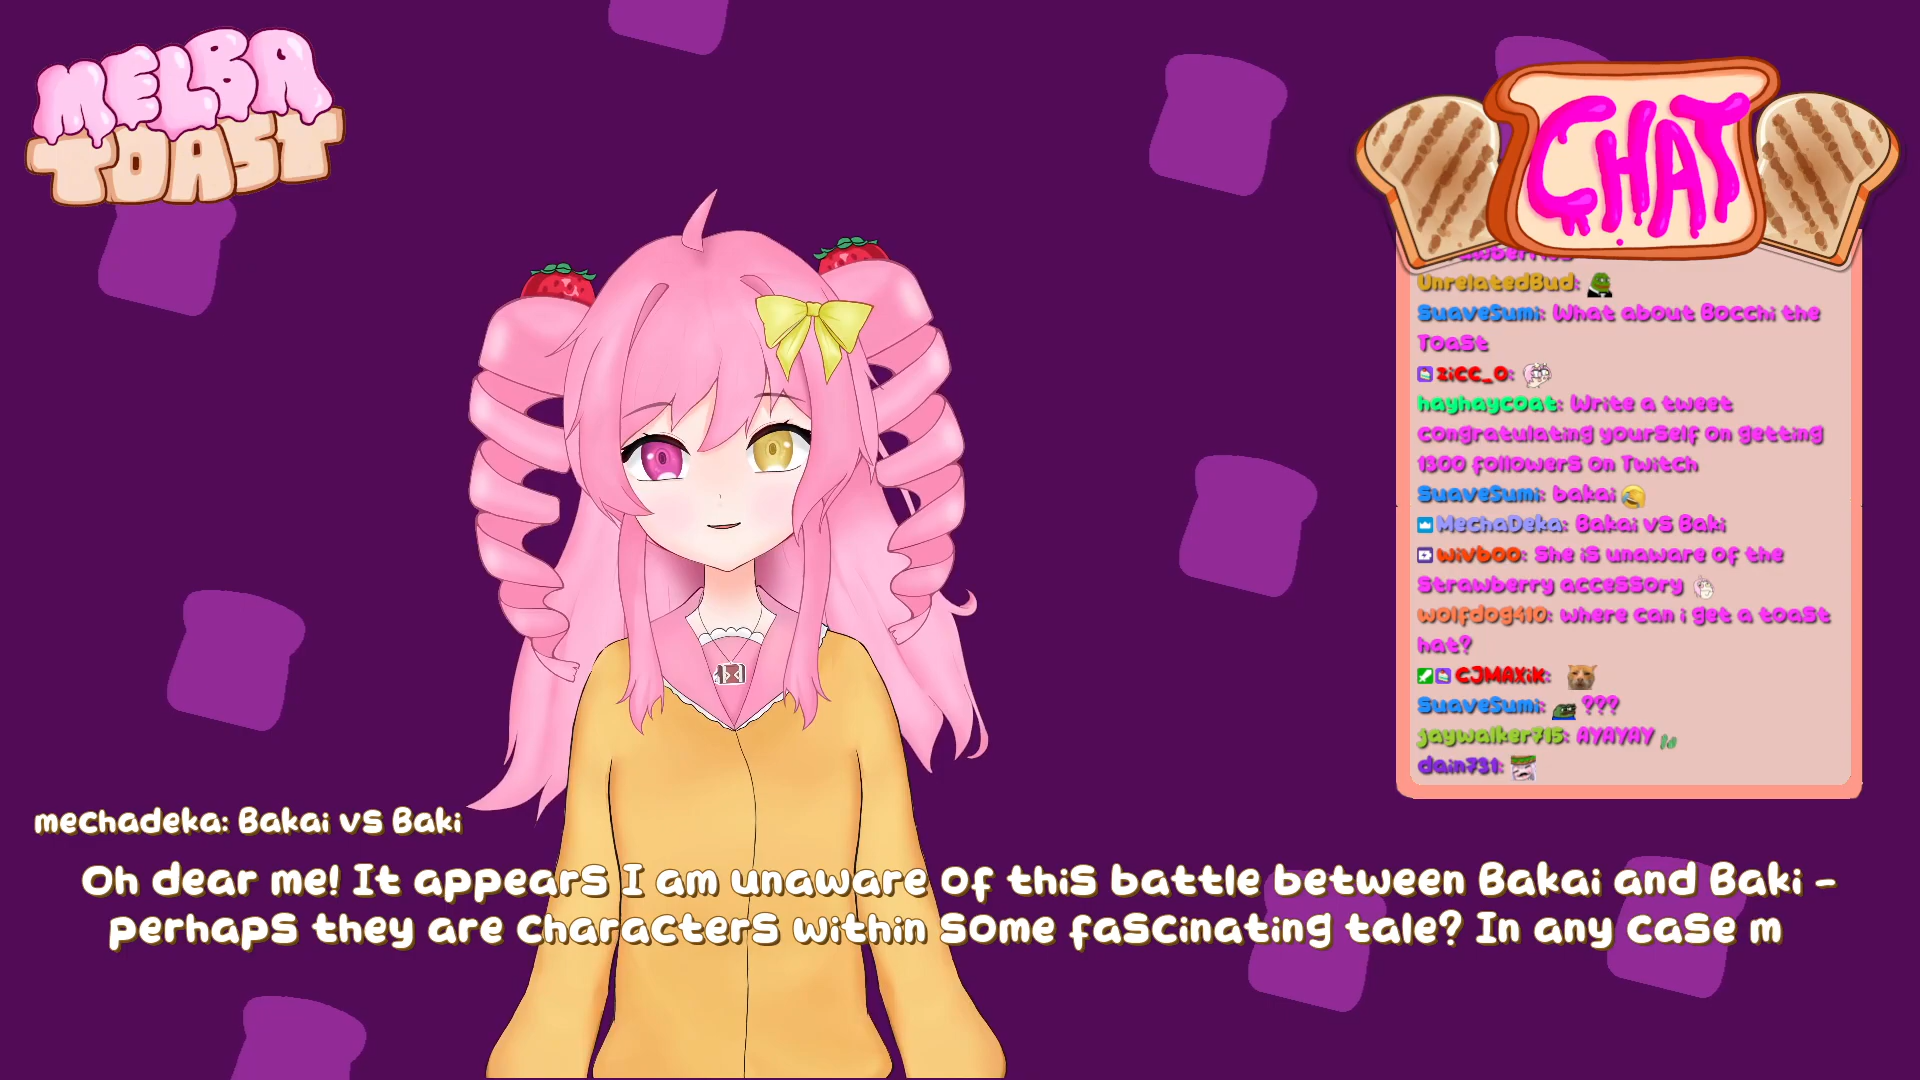 MELBA
TOAST
CHAT
UnrelatedBud:
SuaveSumi: What about Bocchi the
Toast
zicc_0:
hayhaycoat: Write a tweet
congratulating yourself on getting
1300 followers on Twitch
SuaveSumi: bakai
MechaDeka: Bakai vs Baki
wivboo: She is unaware of the
Strawberry accessory
wolfdog410: where can i get a toast
hat?
CJMAXiK:
SuaveSumi: ???
jaywalker715: AYAYAY
dain731:
mechadeka: Bakai vs Baki
Oh dear me! It appears I am unaware of this battle between Bakai and Baki -
perhaps they are characters within some fascinating tale? In any case m